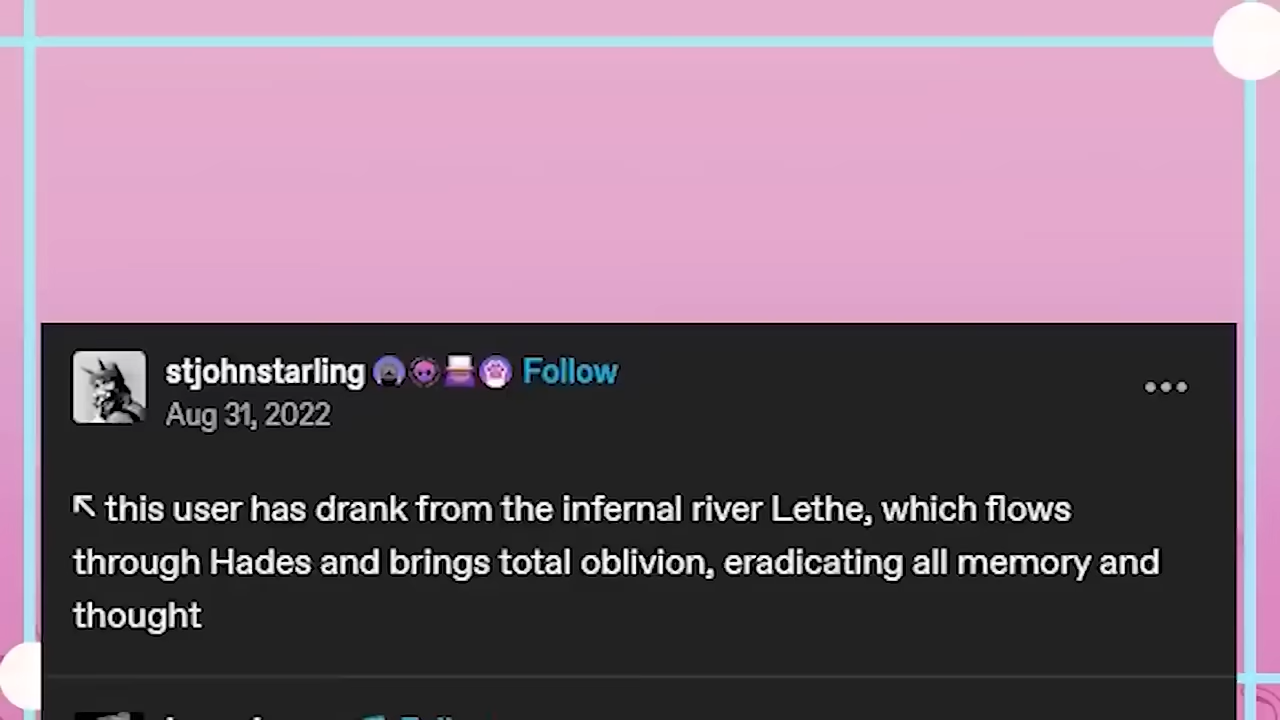 stjohnstarling Follow
Aug 31, 2022
↖ this user has drank from the infernal river Lethe, which flows
through Hades and brings total oblivion, eradicating all memory and
thought